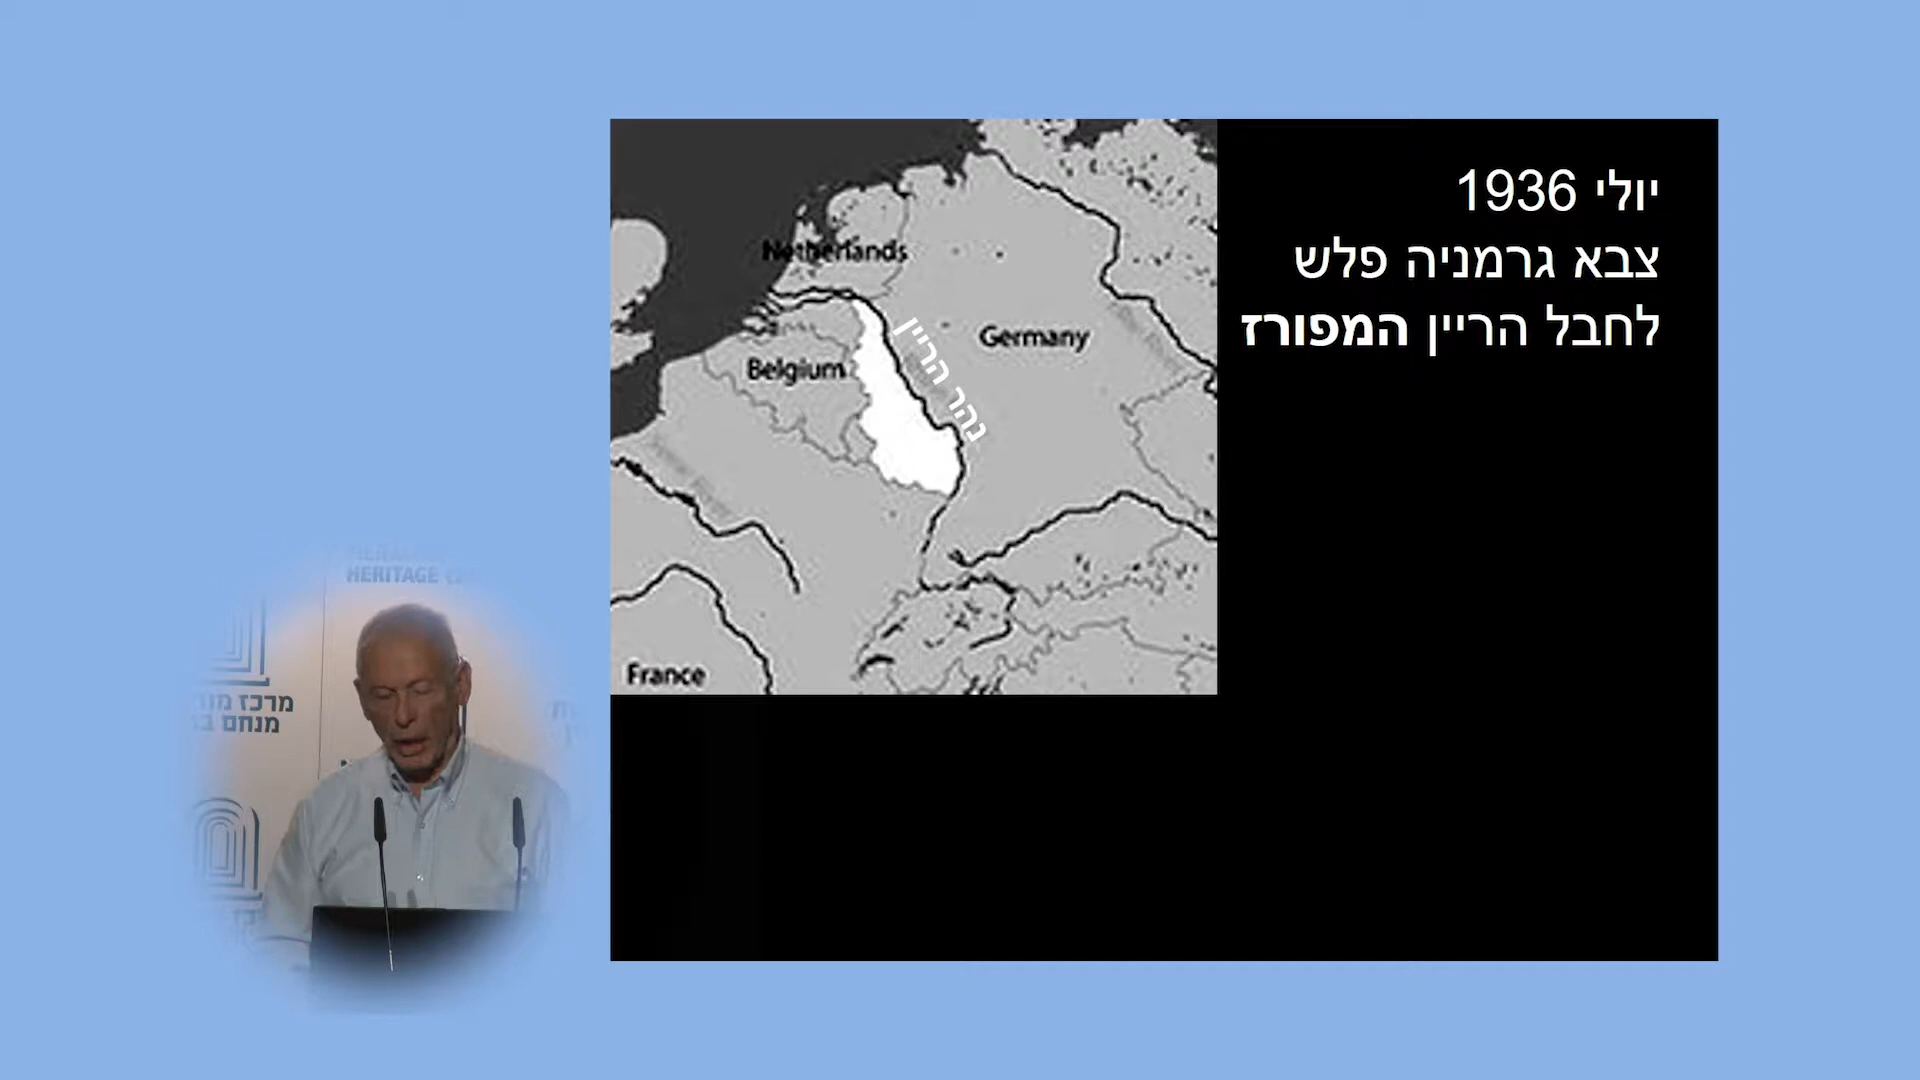 יולי 1936
צבא גרמניה פלש
לחבל הריין המפורז
Netherlands
Germany
Belgium
נהר הריין
France
HERITAGE
מרכז
מנחם